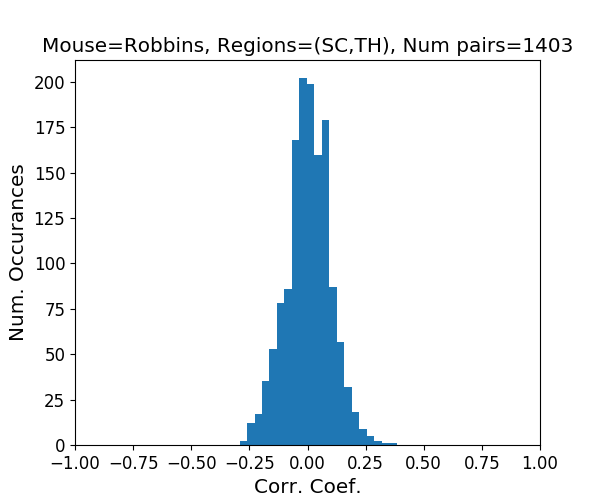 Mouse=Robbins, Regions=(SC,TH), Num pairs=1403
200
175
150
125
100
75
50
25
0
Num. Occurances
−1.00 −0.75 −0.50 −0.25 0.00 0.25 0.50 0.75 1.00
Corr. Coef.